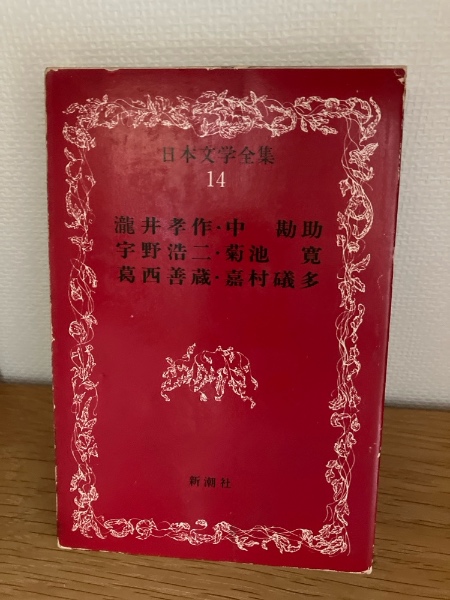 日本文学全集
14
瀧井孝作・中 勘助
宇野浩二・菊池 寛
葛西善蔵・嘉村礒多
新潮社